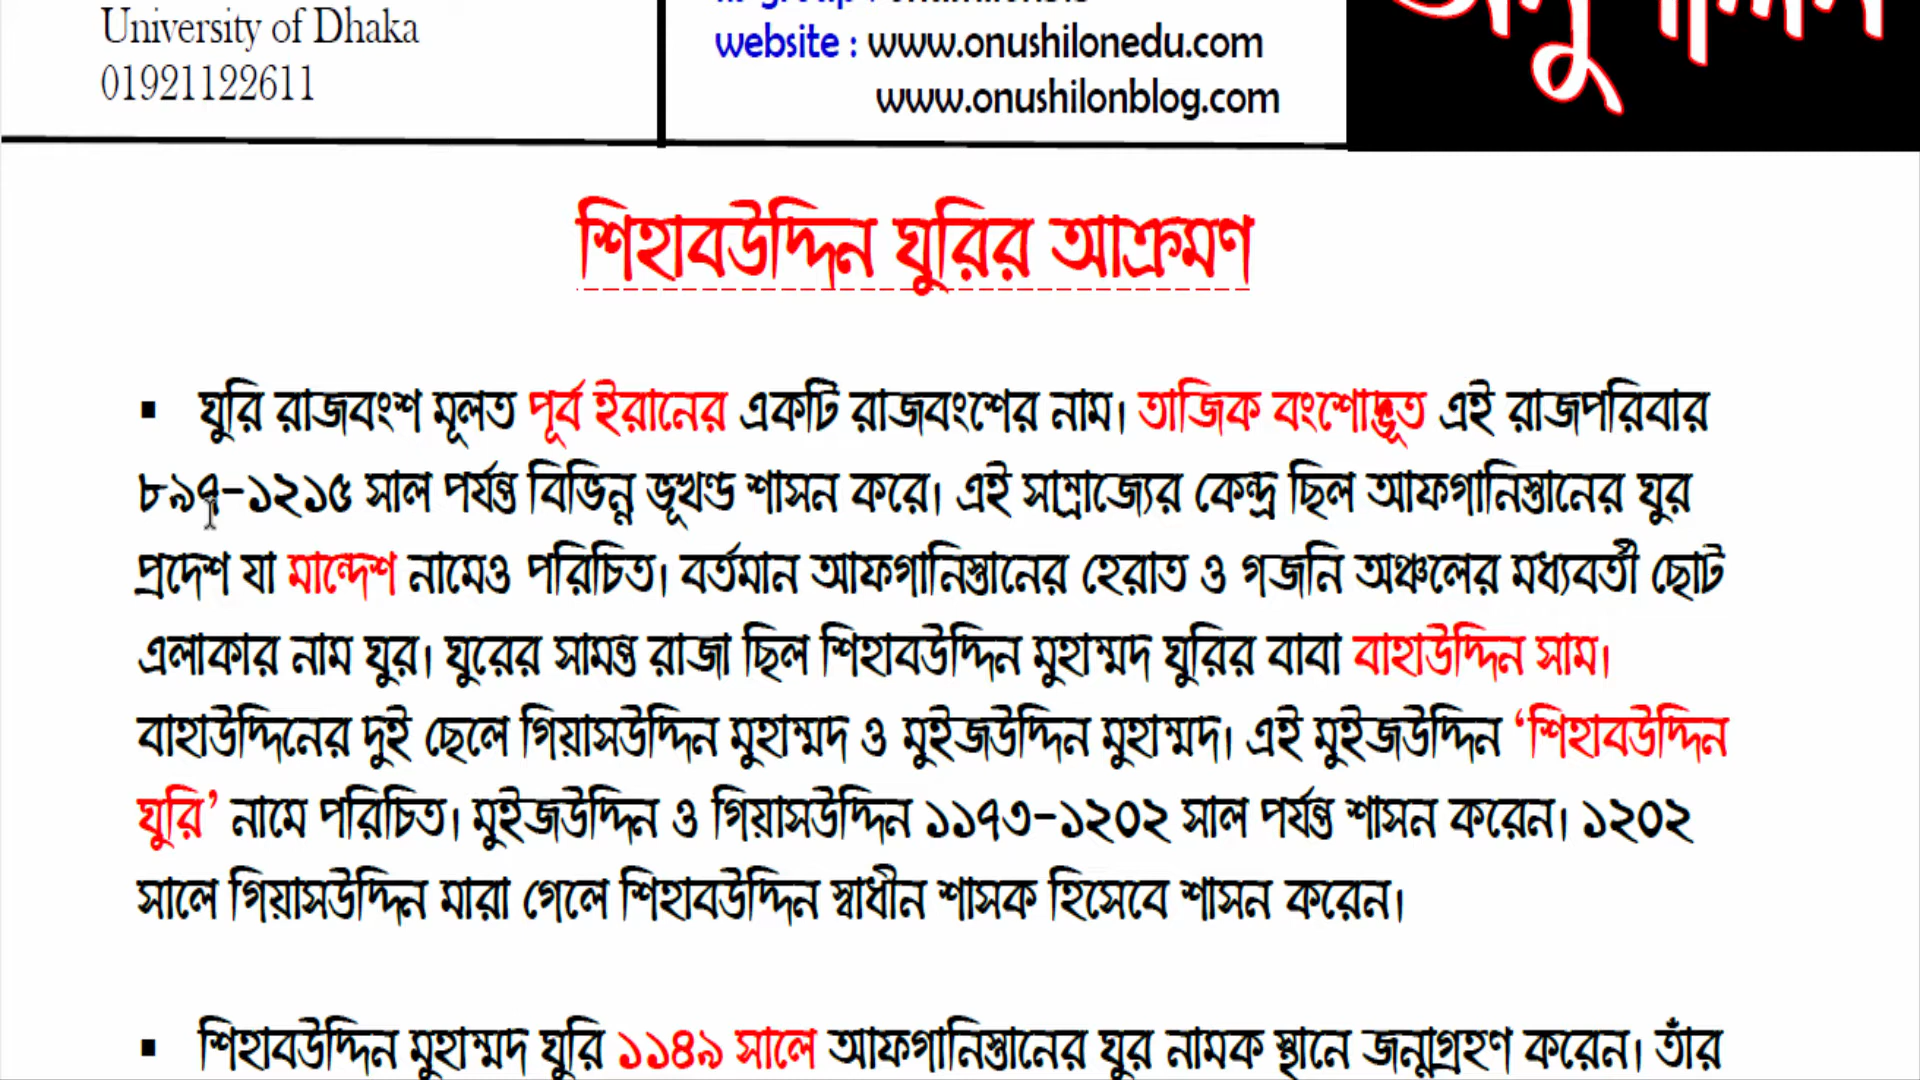 University of Dhaka
01921122611
website : www.onushilonedu.com
www.onushilonblog.com
শিহাবউদ্দিন ঘুরির আক্রমণ
▪ ঘুরি রাজবংশ মূলত পূর্ব ইরানের একটি রাজবংশের নাম। তাজিক বংশোদ্ভূত এই রাজপরিবার
৮৯৭-১২১৫ সাল পর্যন্ত বিভিন্ন ভূখণ্ড শাসন করে। এই সাম্রাজ্যের কেন্দ্র ছিল আফগানিস্তানের ঘুর
প্রদেশ যা মান্দেশ নামেও পরিচিত। বর্তমান আফগানিস্তানের হেরাত ও গজনি অঞ্চলের মধ্যবর্তী ছোট
এলাকার নাম ঘুর। ঘুরের সামন্ত রাজা ছিল শিহাবউদ্দিন মুহাম্মদ ঘুরির বাবা বাহাউদ্দিন সাম।
বাহাউদ্দিনের দুই ছেলে গিয়াসউদ্দিন মুহাম্মদ ও মুইজউদ্দিন মুহাম্মদ। এই মুইজউদ্দিন ‘শিহাবউদ্দিন
ঘুরি’ নামে পরিচিত। মুইজউদ্দিন ও গিয়াসউদ্দিন ১১৭৩-১২০২ সাল পর্যন্ত শাসন করেন। ১২০২
সালে গিয়াসউদ্দিন মারা গেলে শিহাবউদ্দিন স্বাধীন শাসক হিসেবে শাসন করেন।
▪ শিহাবউদ্দিন মুহাম্মদ ঘুরি ১১৪৯ সালে আফগানিস্তানের ঘুর নামক স্থানে জন্মগ্রহণ করেন। তাঁর